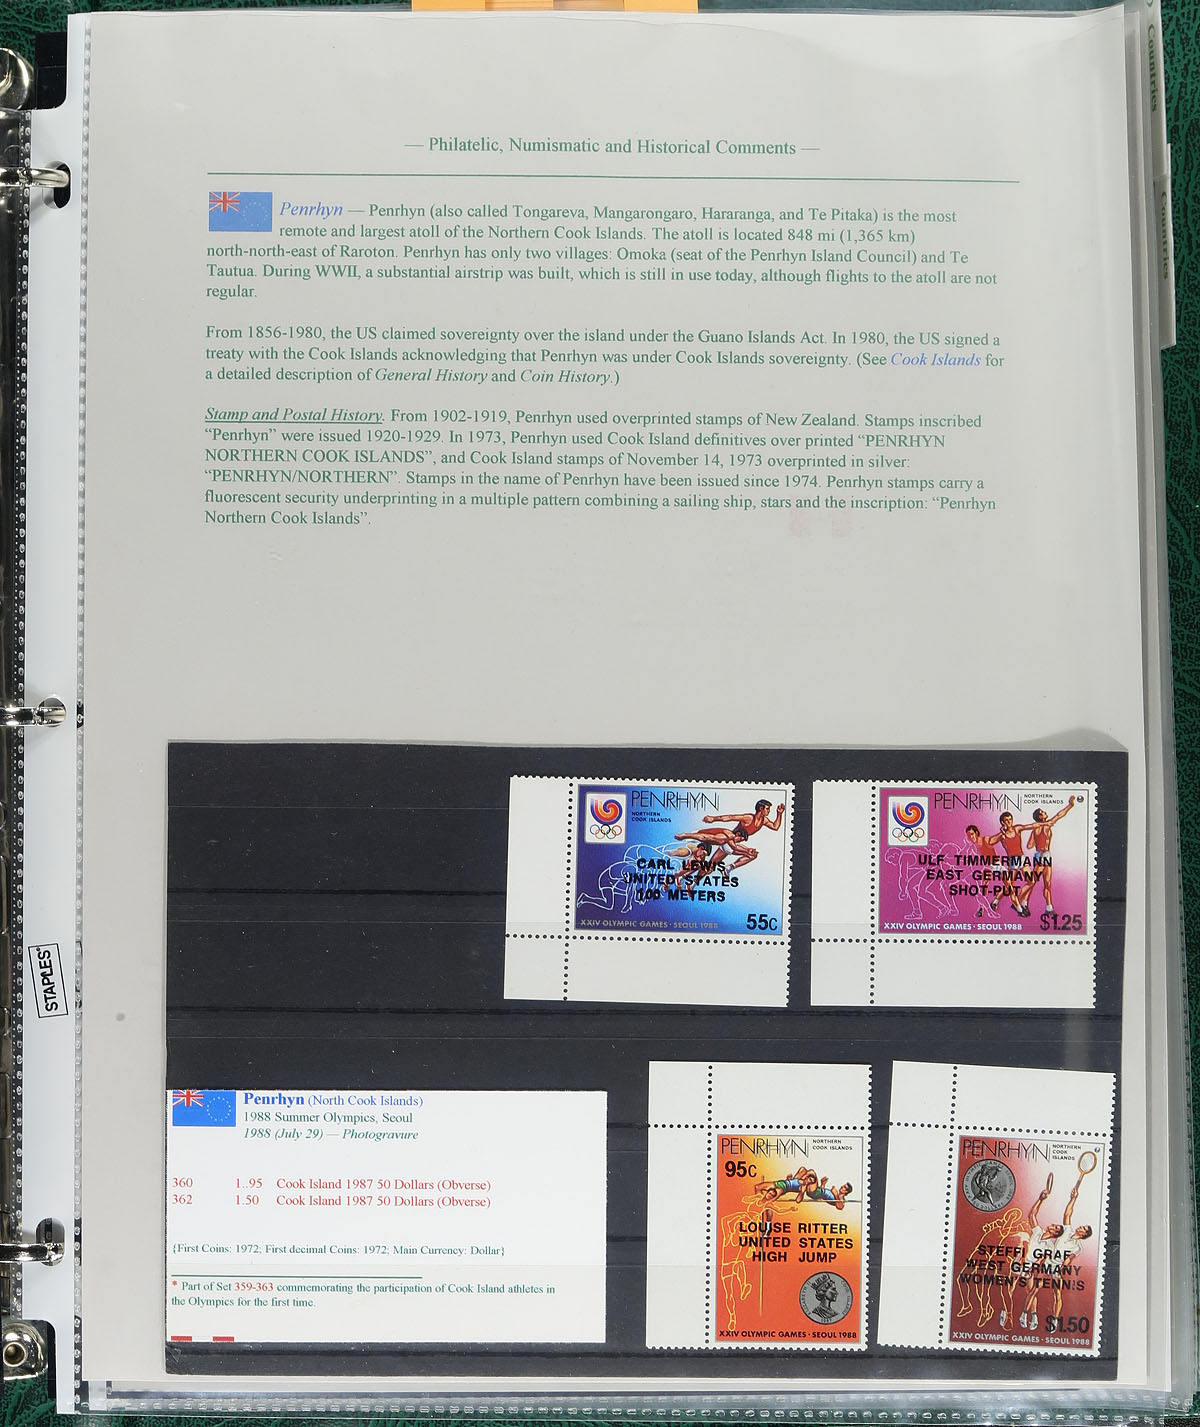 Countries
Countries
— Philatelic, Numismatic and Historical Comments —
Penrhyn — Penrhyn (also called Tongareva, Mangarongaro, Hararanga, and Te Pitaka) is the most
remote and largest atoll of the Northern Cook Islands. The atoll is located 848 mi (1,365 km)
north-north-east of Raroton. Penrhyn has only two villages: Omoka (seat of the Penrhyn Island Council) and Te
Tautua. During WWII, a substantial airstrip was built, which is still in use today, although flights to the atoll are not
regular.
From 1856-1980, the US claimed sovereignty over the island under the Guano Islands Act. In 1980, the US signed a
treaty with the Cook Islands acknowledging that Penrhyn was under Cook Islands sovereignty. (See Cook Islands for
a detailed description of General History and Coin History.)
Stamp and Postal History. From 1902-1919, Penrhyn used overprinted stamps of New Zealand. Stamps inscribed
“Penrhyn” were issued 1920-1929. In 1973, Penrhyn used Cook Island definitives over printed “PENRHYN
NORTHERN COOK ISLANDS”, and Cook Island stamps of November 14, 1973 overprinted in silver:
“PENRHYN/NORTHERN”. Stamps in the name of Penrhyn have been issued since 1974. Penrhyn stamps carry a
fluorescent security underprinting in a multiple pattern combining a sailing ship, stars and the inscription: “Penrhyn
Northern Cook Islands”.
PENRHYN
NORTHERN
COOK ISLANDS
CARL LEWIS
UNITED STATES
100 METERS
55c
XXIV OLYMPIC GAMES · SEOUL 1988
PENRHYN
NORTHERN
COOK ISLANDS
ULF TIMMERMANN
EAST GERMANY
SHOT-PUT
$1.25
XXIV OLYMPIC GAMES · SEOUL 1988
STAPLES
Penrhyn (North Cook Islands)
1988 Summer Olympics, Seoul
1988 (July 29) — Photogravure
360 1..95 Cook Island 1987 50 Dollars (Obverse)
362 1.50 Cook Island 1987 50 Dollars (Obverse)
{First Coins: 1972; First decimal Coins: 1972; Main Currency: Dollar}
* Part of Set 359-363 commemorating the participation of Cook Island athletes in
the Olympics for the first time.
PENRHYN
NORTHERN
COOK ISLANDS
95c
LOUISE RITTER
UNITED STATES
HIGH JUMP
XXIV OLYMPIC GAMES · SEOUL 1988
PENRHYN
NORTHERN
COOK
ISLANDS
STEFFI GRAF
WEST GERMANY
WOMEN'S TENNIS
$1.50
XXIV OLYMPIC GAMES · SEOUL 1988